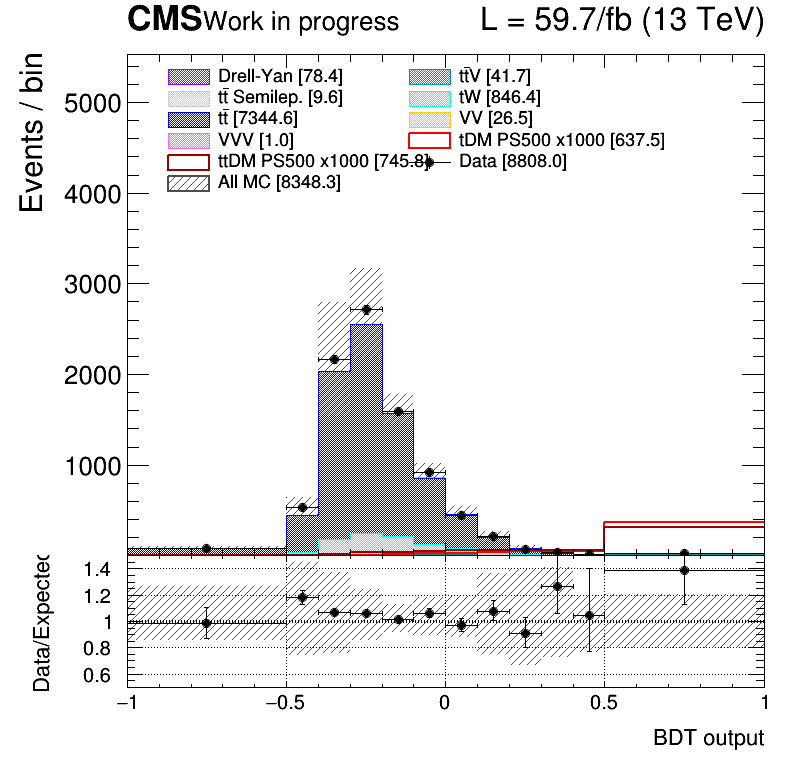 CMS Work in progress L = 59.7/fb (13 TeV)
Events / bin
Drell-Yan [78.4] tt̄V [41.7]
tt̄ Semilep. [9.6] tW [846.4]
tt̄ [7344.6] VV [26.5]
VVV [1.0] tDM PS500 x1000 [637.5]
ttDM PS500 x1000 [745.8] Data [8808.0]
All MC [8348.3]
5000
4000
3000
2000
1000
Data/Expected
1.4
1.2
1
0.8
0.6
−1 −0.5 0 0.5 1
BDT output